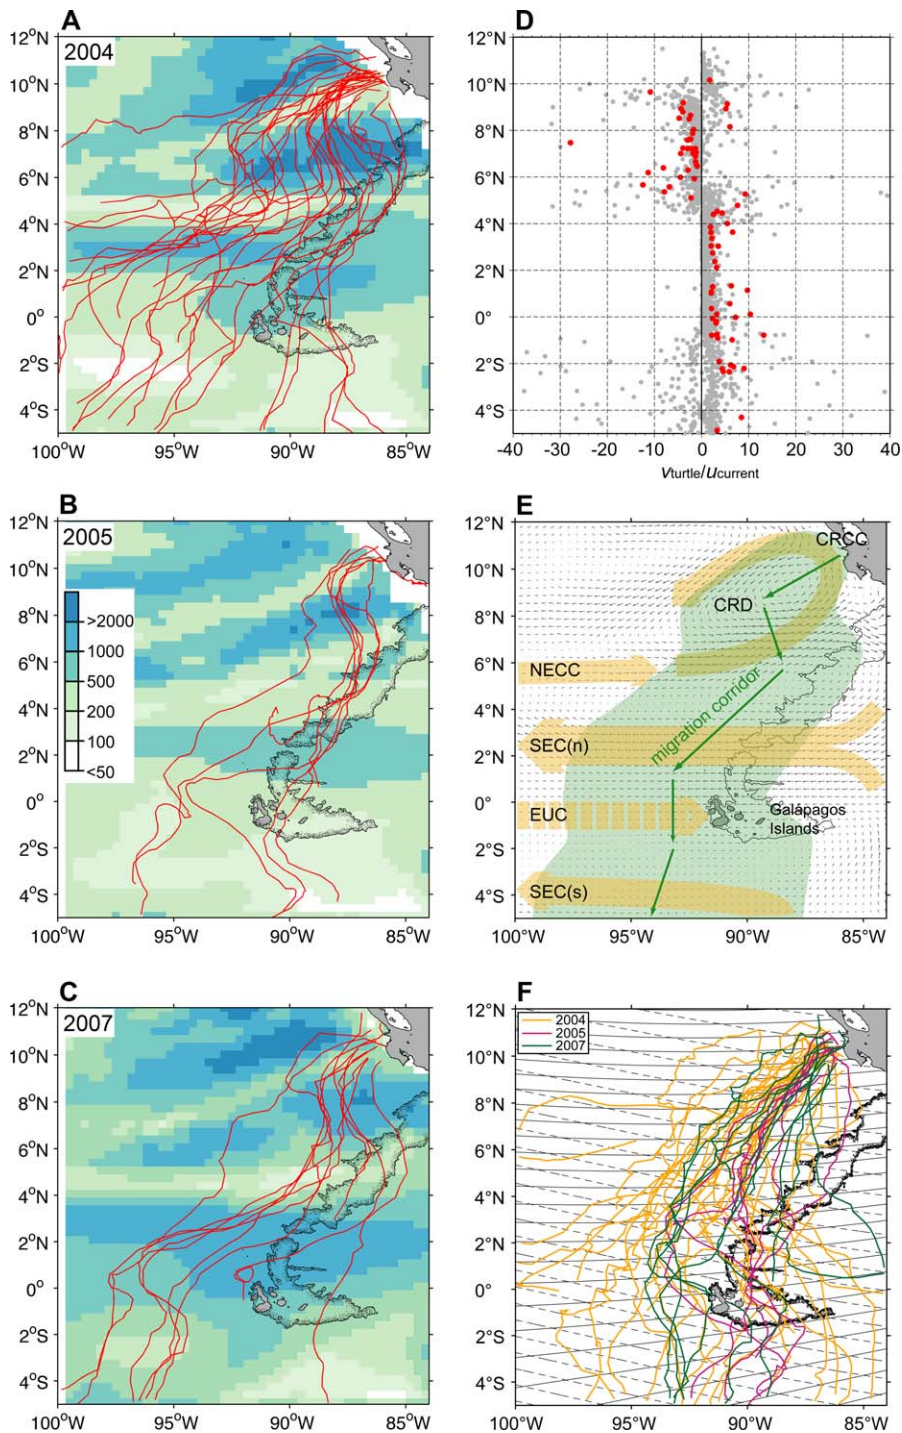 A
2004
12°N
10°N
8°N
6°N
4°N
2°N
0°
2°S
4°S
100°W 95°W 90°W 85°W
D
12°N
10°N
8°N
6°N
4°N
2°N
0°
2°S
4°S
-40 -30 -20 -10 0 10 20 30 40
vturtle/ucurrent
B
2005
12°N
10°N
8°N
6°N
4°N
2°N
0°
2°S
4°S
>2000
1000
500
200
100
<50
100°W 95°W 90°W 85°W
E
12°N
10°N
8°N
6°N
4°N
2°N
0°
2°S
4°S
CRCC
CRD
NECC
migration corridor
SEC(n)
EUC
Galápagos
Islands
SEC(s)
100°W 95°W 90°W 85°W
C
2007
12°N
10°N
8°N
6°N
4°N
2°N
0°
2°S
4°S
100°W 95°W 90°W 85°W
F
2004
2005
2007
12°N
10°N
8°N
6°N
4°N
2°N
0°
2°S
4°S
100°W 95°W 90°W 85°W